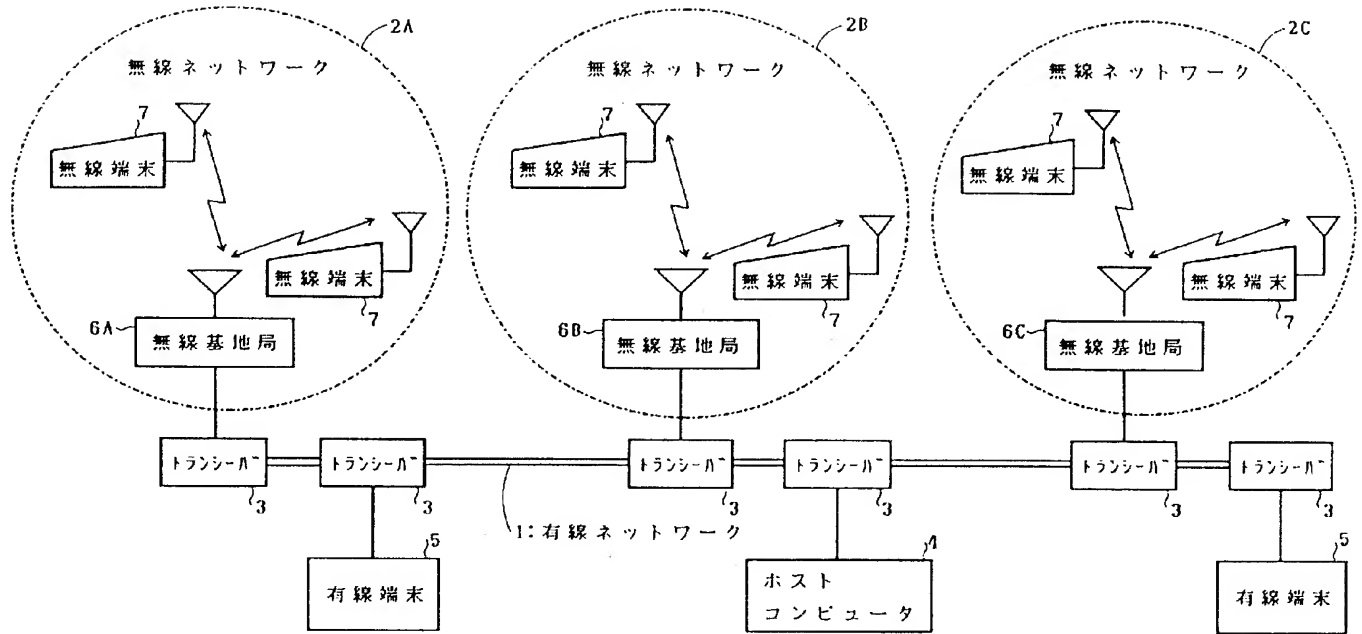 2A
2B
2C
無線ネットワーク
無線ネットワーク
無線ネットワーク
7
7
7
無線端末
無線端末
無線端末
無線端末
無線端末
無線端末
7
7
7
6A
6B
6C
無線基地局
無線基地局
無線基地局
トランシーバ
トランシーバ
トランシーバ
トランシーバ
トランシーバ
トランシーバ
3
3
3
3
3
3
1:有線ネットワーク
5
4
5
有線端末
ホスト
コンピュータ
有線端末